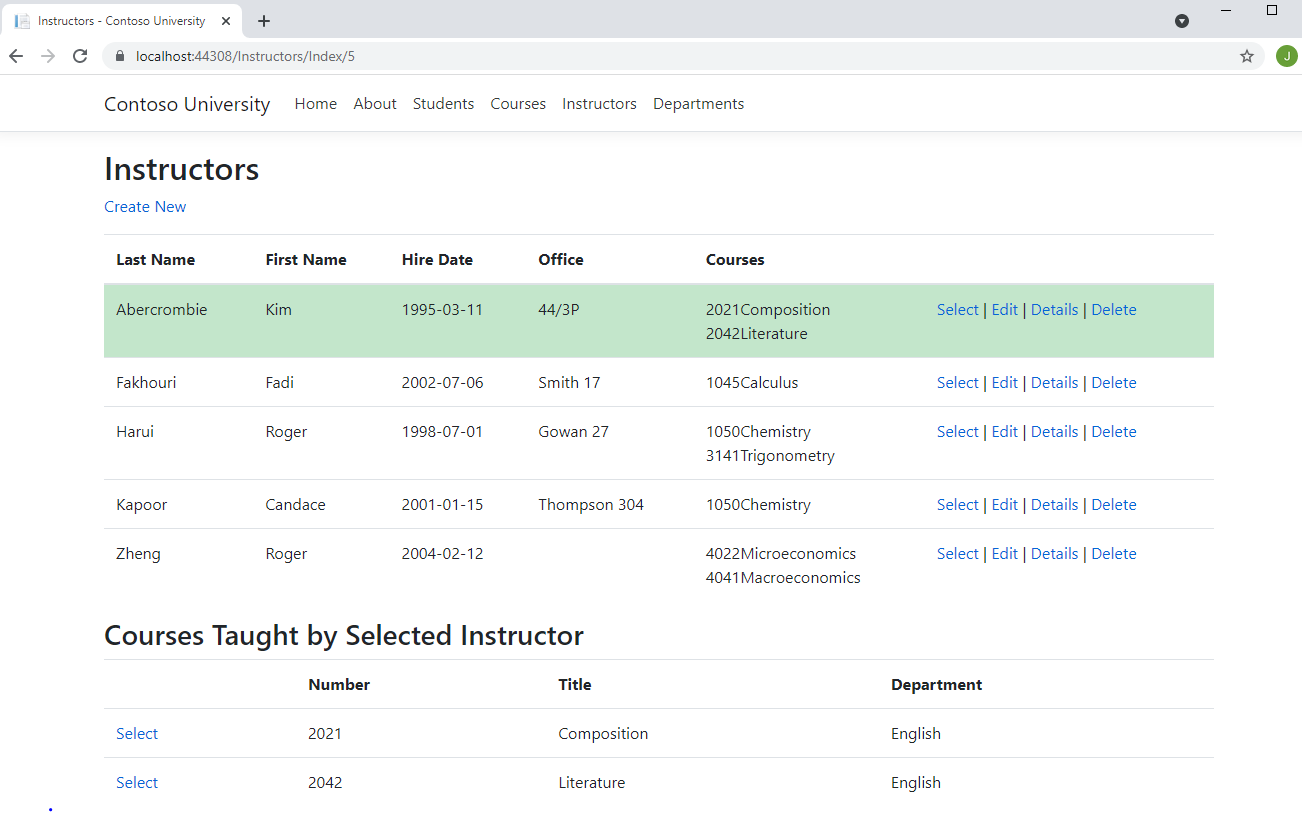 Instructors - Contoso University
localhost:44308/Instructors/Index/5
J
Contoso University Home About Students Courses Instructors Departments
Instructors
Create New
Last Name First Name Hire Date Office Courses
Abercrombie Kim 1995-03-11 44/3P 2021Composition Select | Edit | Details | Delete
2042Literature
Fakhouri Fadi 2002-07-06 Smith 17 1045Calculus Select | Edit | Details | Delete
Harui Roger 1998-07-01 Gowan 27 1050Chemistry Select | Edit | Details | Delete
3141Trigonometry
Kapoor Candace 2001-01-15 Thompson 304 1050Chemistry Select | Edit | Details | Delete
Zheng Roger 2004-02-12 4022Microeconomics Select | Edit | Details | Delete
4041Macroeconomics
Courses Taught by Selected Instructor
Number Title Department
Select 2021 Composition English
Select 2042 Literature English